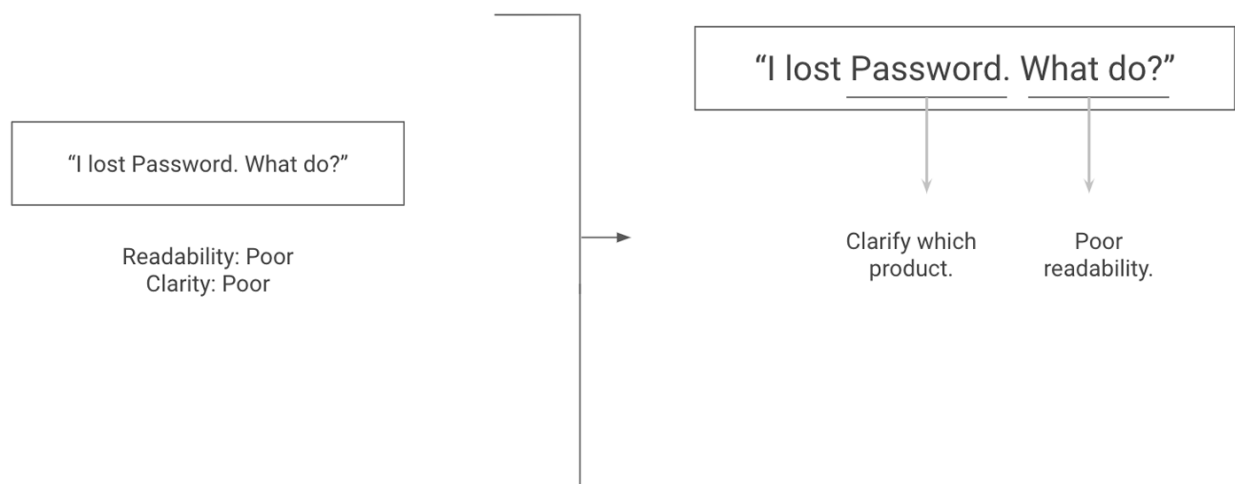 “I lost Password. What do?”
Readability: Poor
Clarity: Poor
“I lost Password. What do?”
Clarify which
product.
Poor
readability.